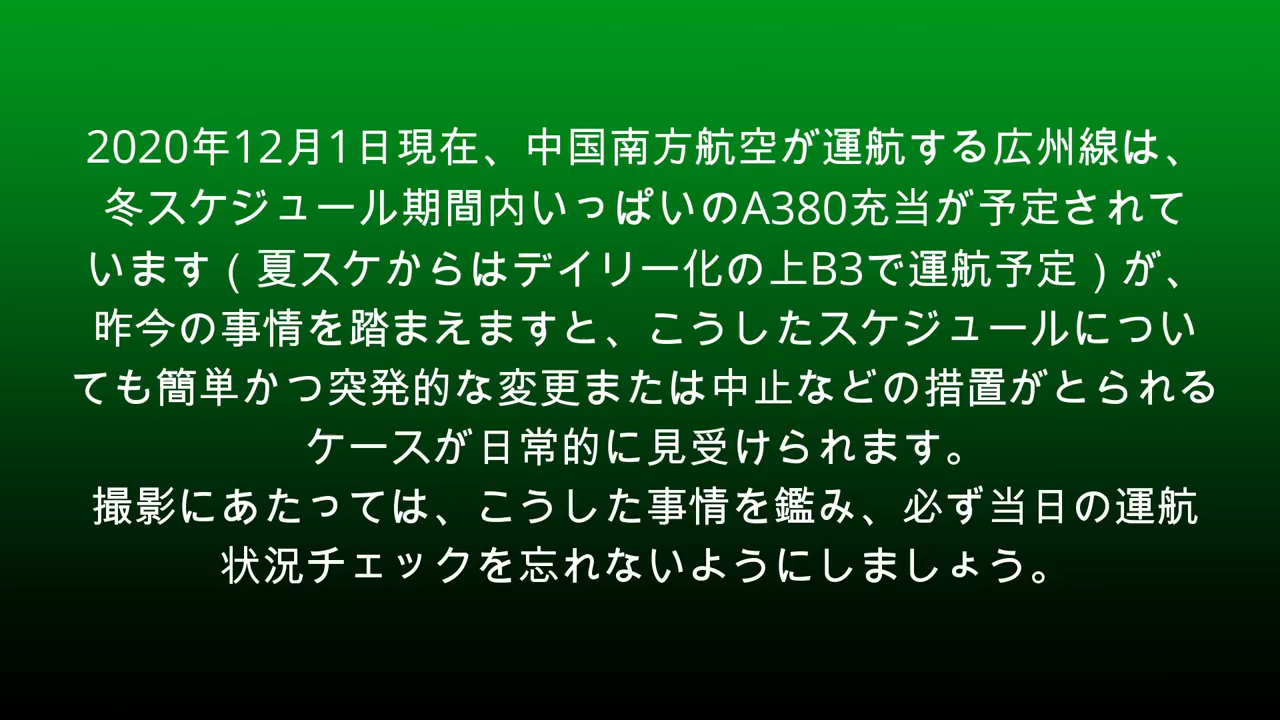 2020年12月1日現在、中国南方航空が運航する広州線は、
冬スケジュール期間内いっぱいのA380充当が予定されて
います(夏スケからはデイリー化の上B3で運航予定)が、
昨今の事情を踏まえますと、こうしたスケジュールについ
ても簡単かつ突発的な変更または中止などの措置がとられる
ケースが日常的に見受けられます。
撮影にあたっては、こうした事情を鑑み、必ず当日の運航
状況チェックを忘れないようにしましょう。